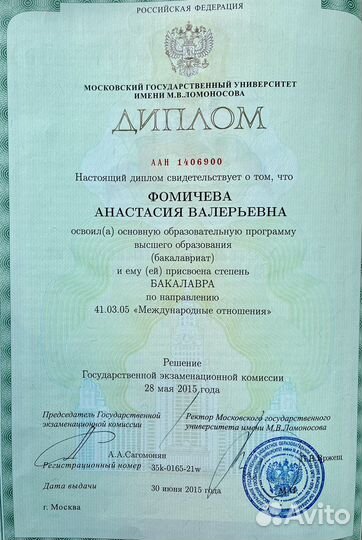 РОССИЙСКАЯ ФЕДЕРАЦИЯ
МОСКОВСКИЙ ГОСУДАРСТВЕННЫЙ УНИВЕРСИТЕТ
ИМЕНИ М.В.ЛОМОНОСОВА
ДИПЛОМ
ААН 1406900
Настоящий диплом свидетельствует о том, что
ФОМИЧЕВА
АНАСТАСИЯ ВАЛЕРЬЕВНА
освоил(а) основную образовательную программу
высшего образования
(бакалавриат)
и ему (ей) присвоена степень
БАКАЛАВРА
по направлению
41.03.05 «Международные отношения»
Решение
Государственной экзаменационной комиссии
28 мая 2015 года
Председатель Государственной
экзаменационной комиссии
Ректор Московского государственного
университета имени М.В.Ломоносова
А.А.Сагомонян
Регистрационный номер 35k-0165-21w
Дата выдачи 30 июня 2015 года
г. Москва
Avito